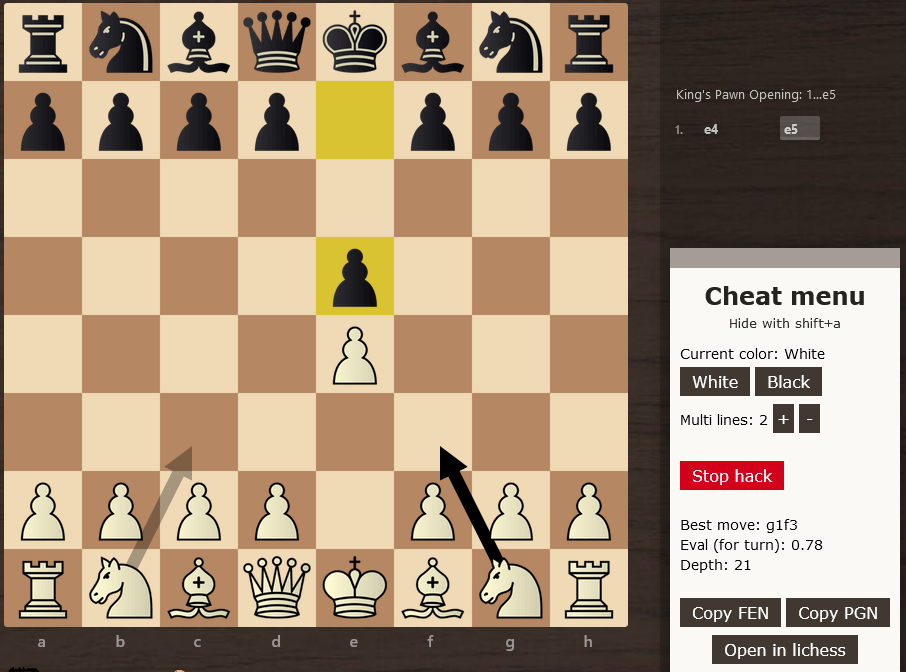 King's Pawn Opening: 1...e5
1. e4 e5
Cheat menu
Hide with shift+a
Current color: White
White Black
Multi lines: 2 + -
Stop hack
Best move: g1f3
Eval (for turn): 0.78
Depth: 21
Copy FEN Copy PGN
Open in lichess
a b c d e f g h